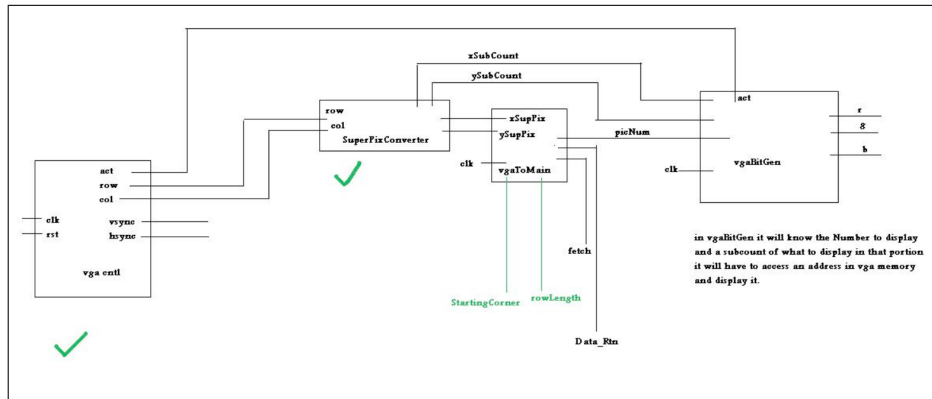 xSubCount
ySubCount
act
r
g
b
vgaBitGen
clk
row
col
SuperPixConverter
xSupPix
ySupPix
picNum
clk
vgaToMain
act
row
col
clk
vsync
rst
hsync
vga cntl
fetch
StartingCorner
rowLength
Data_Rtn
in vgaBitGen it will know the Number to display
and a subcount of what to display in that portion
it will have to access an address in vga memory
and display it.